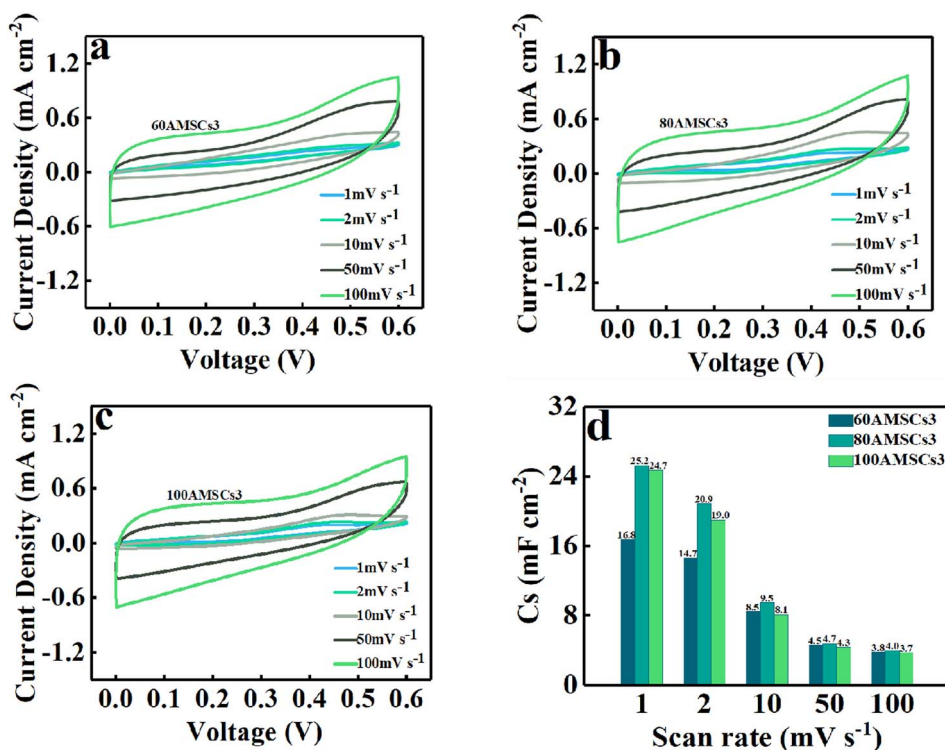 a
Current Density (mA cm⁻²)
1.2
0.6
0.0
-0.6
-1.2
60AMSCs3
1mV s⁻¹
2mV s⁻¹
10mV s⁻¹
50mV s⁻¹
100mV s⁻¹
0.0 0.1 0.2 0.3 0.4 0.5 0.6
Voltage (V)
b
Current Density (mA cm⁻²)
1.2
0.6
0.0
-0.6
-1.2
80AMSCs3
1mV s⁻¹
2mV s⁻¹
10mV s⁻¹
50mV s⁻¹
100mV s⁻¹
0.0 0.1 0.2 0.3 0.4 0.5 0.6
Voltage (V)
c
Current Density (mA cm⁻²)
1.2
0.6
0.0
-0.6
-1.2
100AMSCs3
1mV s⁻¹
2mV s⁻¹
10mV s⁻¹
50mV s⁻¹
100mV s⁻¹
0.0 0.1 0.2 0.3 0.4 0.5 0.6
Voltage (V)
d
Cs (mF cm⁻²)
32
24
16
8
0
60AMSCs3
80AMSCs3
100AMSCs3
16.8 25.2 24.7
14.7 20.9 19.0
8.5 9.5 8.1
4.5 4.7 4.3
3.8 4.0 3.7
1 2 10 50 100
Scan rate (mV s⁻¹)